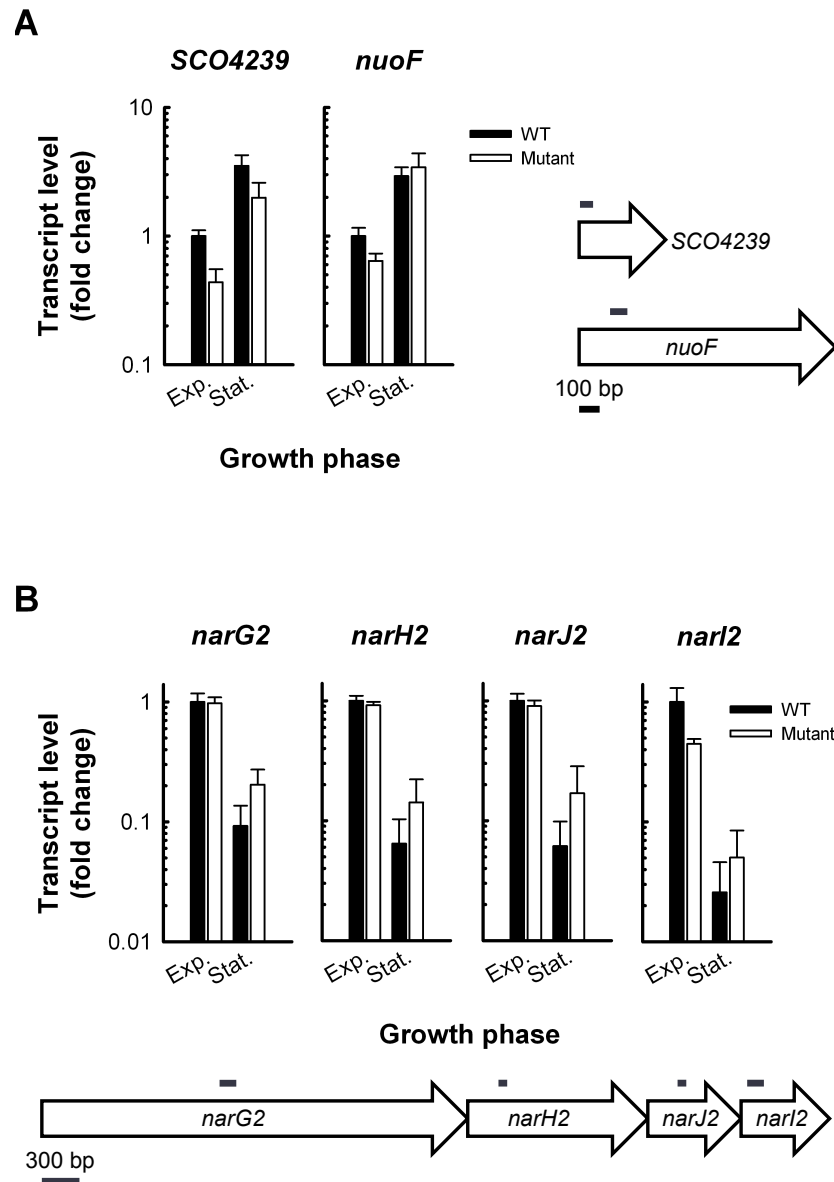 A
SCO4239 nuoF
10
1
0.1
Transcript level
(fold change)
WT
Mutant
Exp. Stat. Exp. Stat.
Growth phase
SCO4239
nuoF
100 bp
B
narG2 narH2 narJ2 narI2
1
0.1
0.01
Transcript level
(fold change)
WT
Mutant
Exp. Stat. Exp. Stat. Exp. Stat. Exp. Stat.
Growth phase
narG2 narH2 narJ2 narI2
300 bp